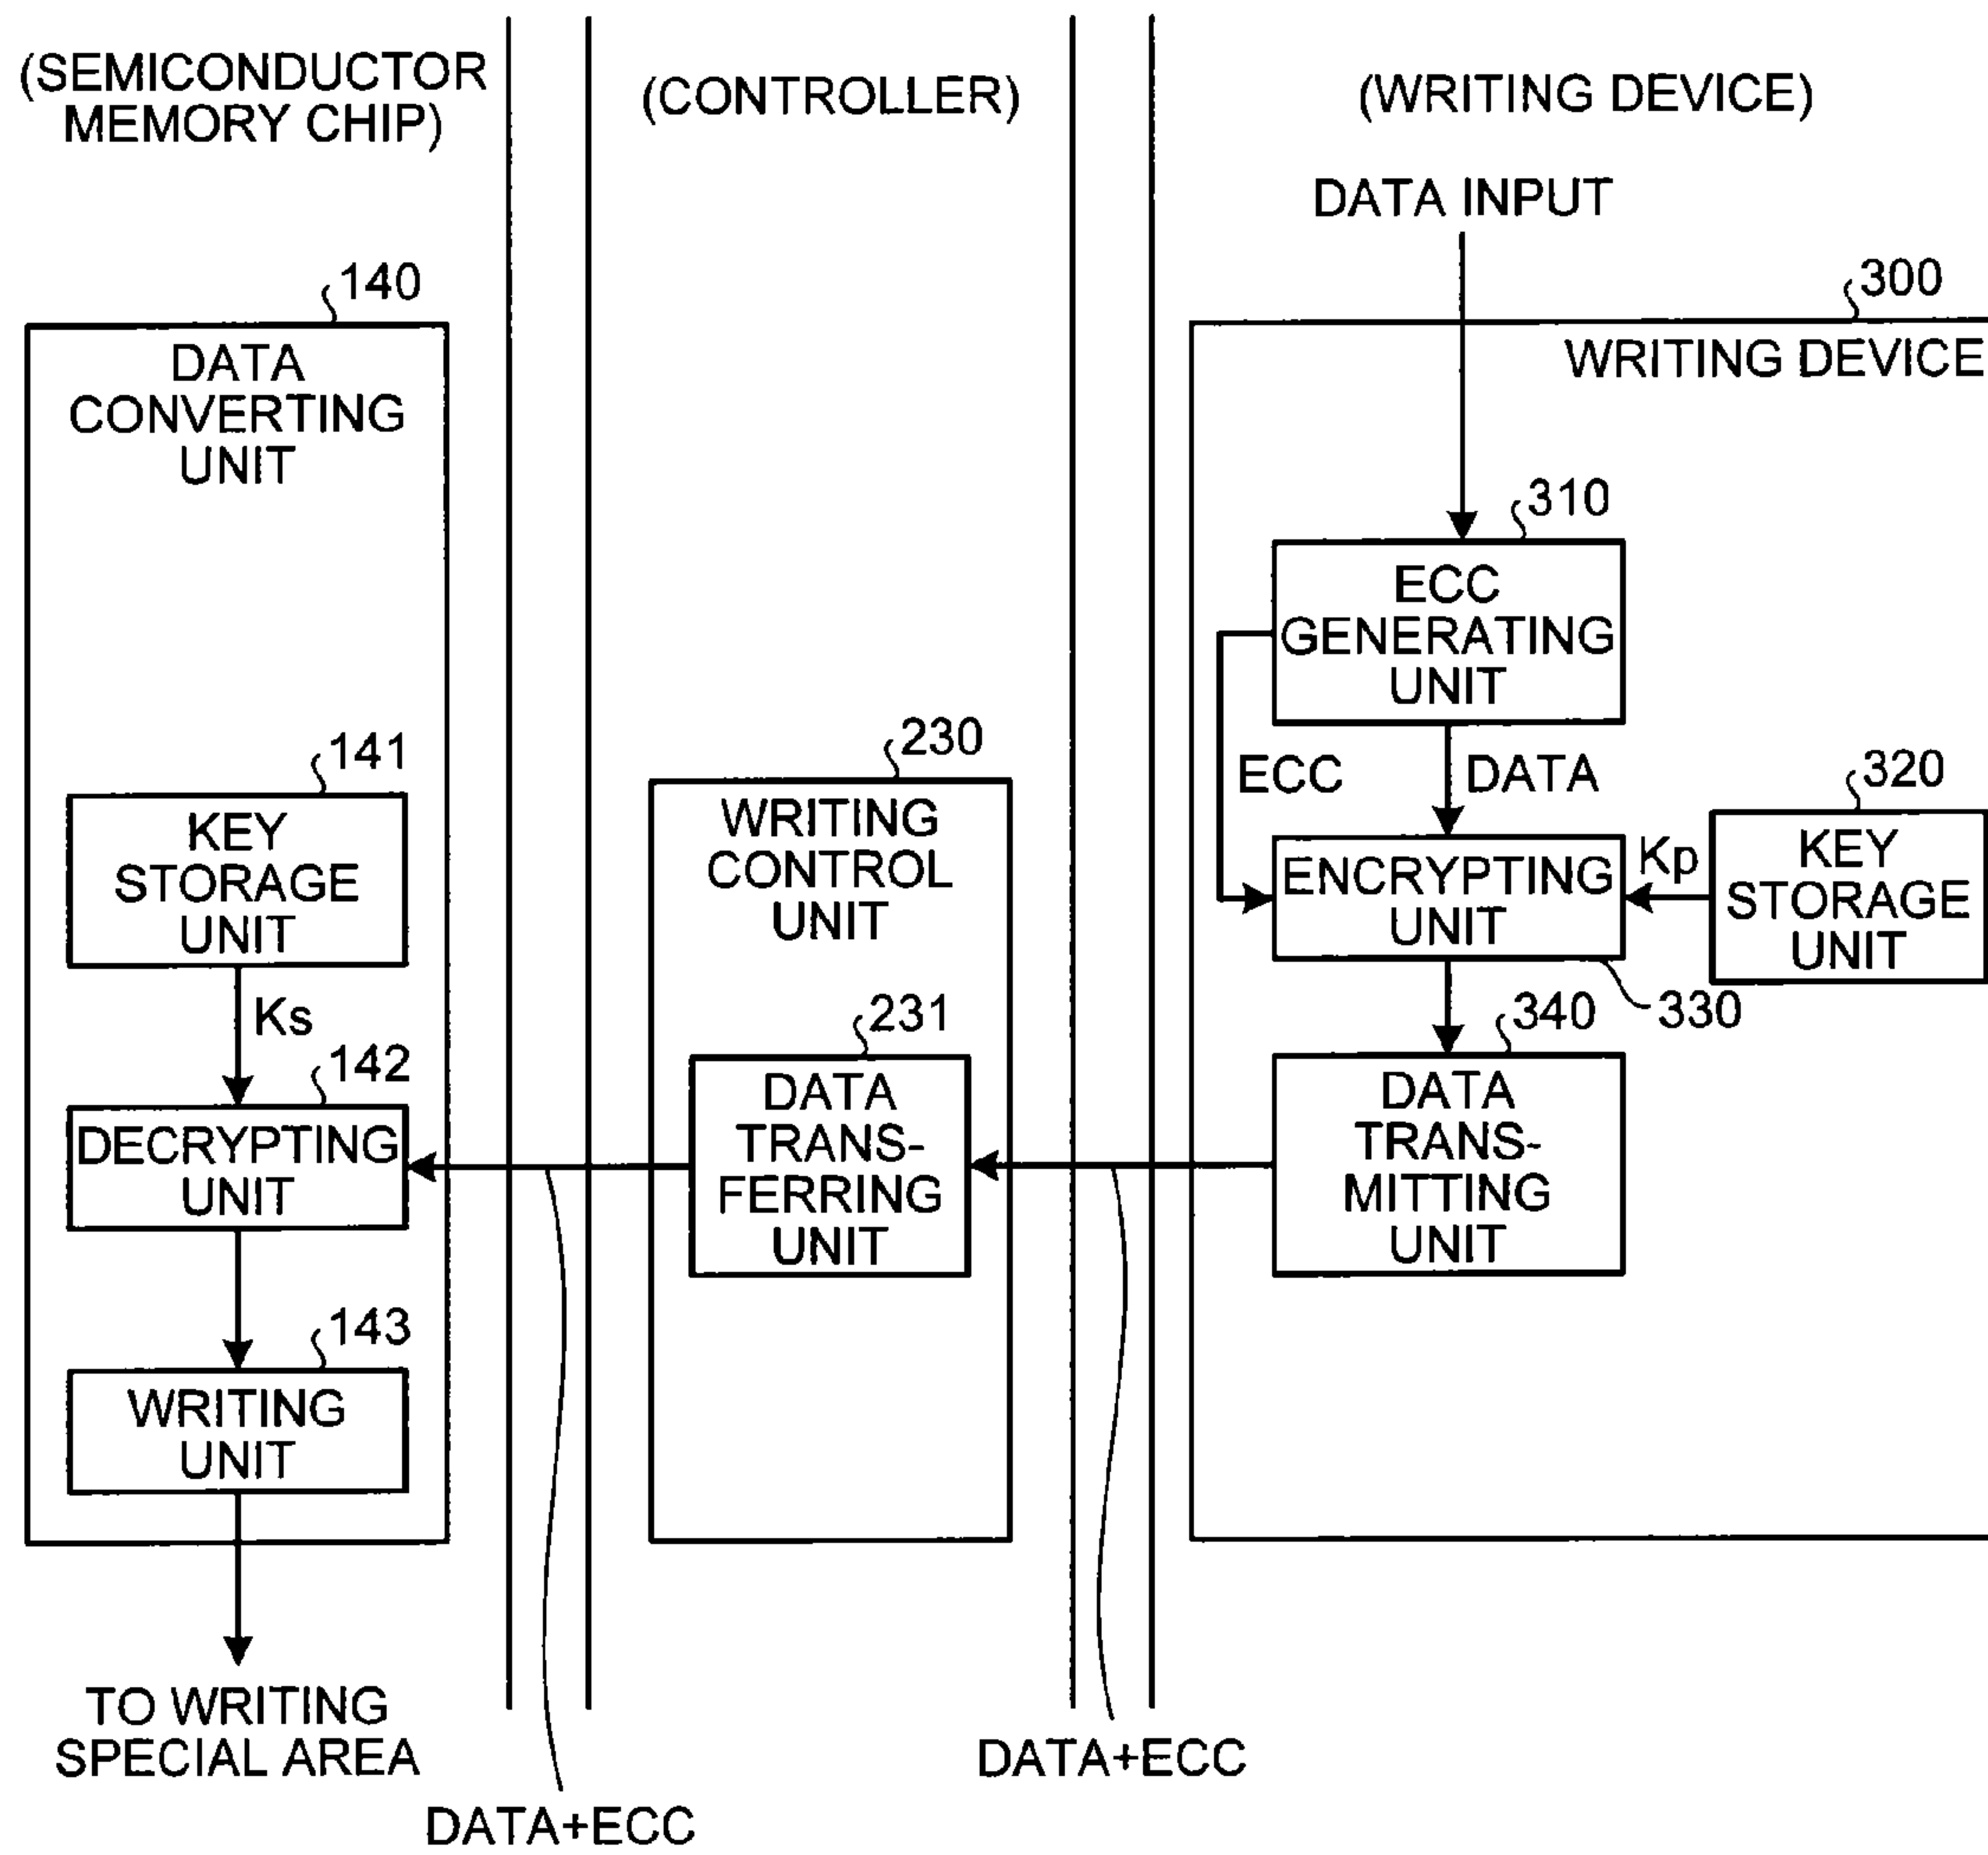 (SEMICONDUCTOR
MEMORY CHIP)
(CONTROLLER)
(WRITING DEVICE)
DATA INPUT
140
DATA
CONVERTING
UNIT
141
KEY
STORAGE
UNIT
Ks
142
DECRYPTING
UNIT
143
WRITING
UNIT
TO WRITING
SPECIAL AREA
230
WRITING
CONTROL
UNIT
231
DATA
TRANS-
FERRING
UNIT
DATA+ECC
300
WRITING DEVICE
310
ECC
GENERATING
UNIT
ECC
DATA
320
KEY
STORAGE
UNIT
Kp
ENCRYPTING
UNIT
330
340
DATA
TRANS-
MITTING
UNIT
DATA+ECC